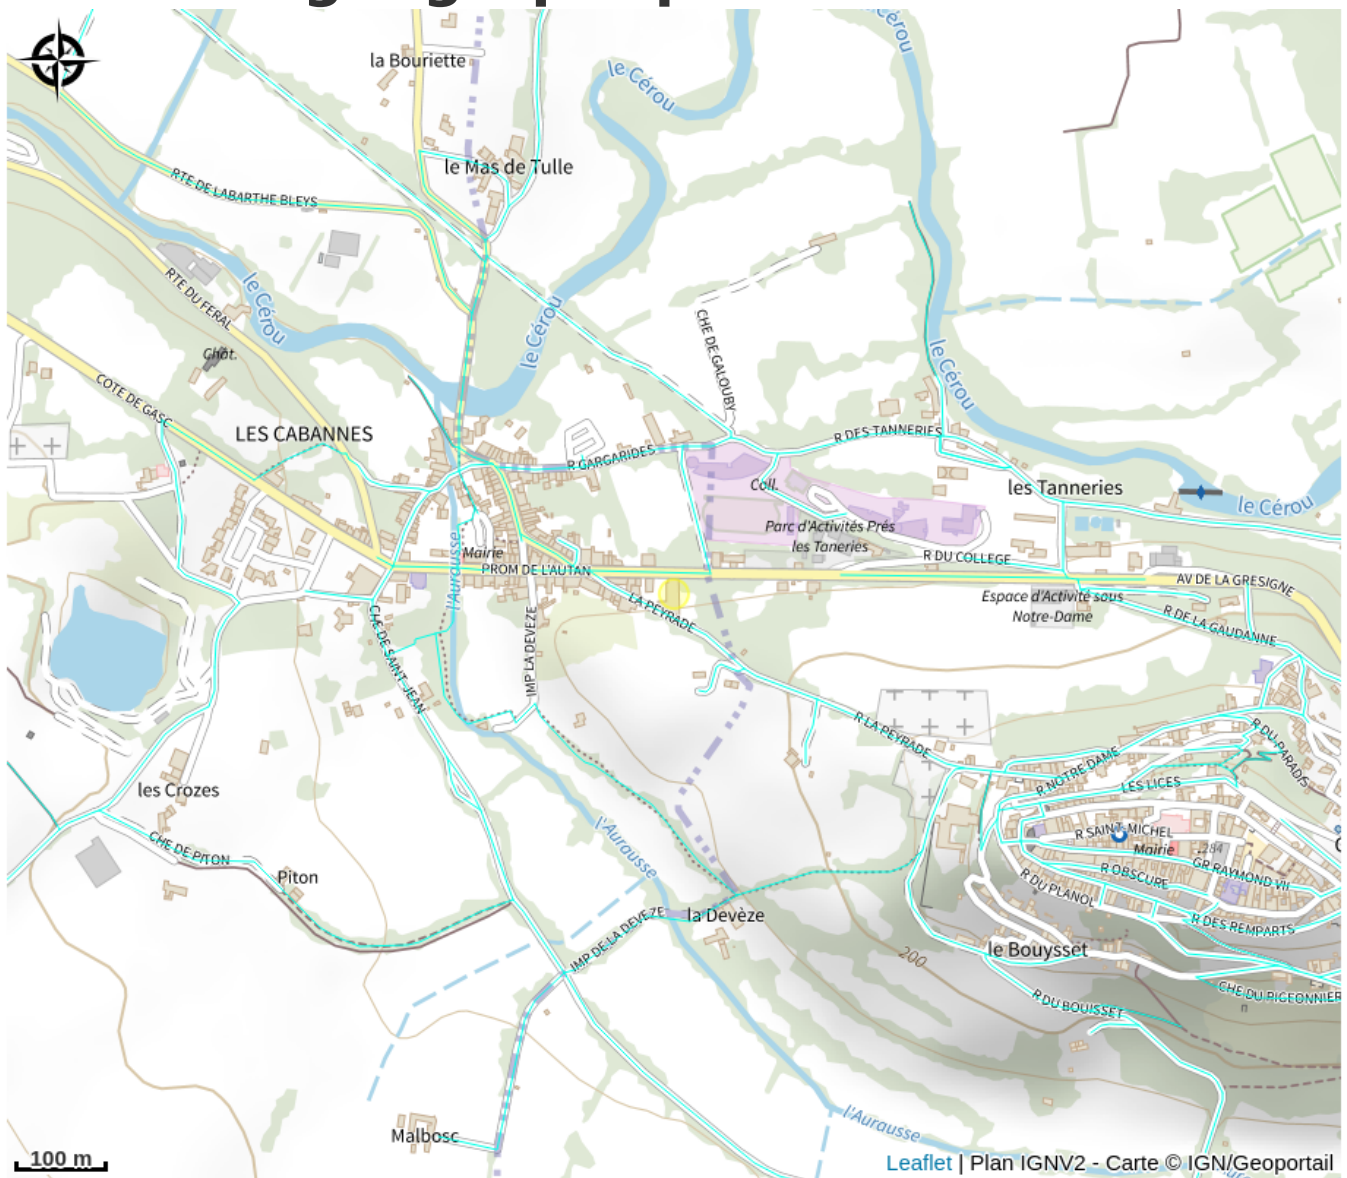 le Cérou
la Bouriette
le Cérou
le Mas de Tulle
RTE DE LABARTHE BLEYS
RTE DU FERAL
le Cérou
le Cérou
CHE DE GALOUBY
le Cérou
Chât.
COTE DE GASC
LES CABANNES
R GARGARIDES
R DES TANNERIES
Coll.
les Tanneries
le Cérou
Parc d'Activités Prés
les Taneries
l'Aurausse
Mairie
PROM DE L'AUTAN
R DU COLLEGE
AV DE LA GRESIGNE
Espace d'Activité sous
Notre-Dame
R DE LA GAUDANNE
LA PEYRADE
CHE DE SAINT-JEAN
IMP LA DEVEZE
R LA PEYRADE
R DU PARADIS
R NOTRE DAME
LES LICES
les Crozes
l'Aurausse
R SAINT-MICHEL
Mairie
284
CHE DE PITON
R OBSCURE
GR RAYMOND VII
Piton
R DU PLANOL
la Devèze
IMP DE LA DEVEZE
R DES REMPARTS
le Bouysset
200
R DU BOUISSET
CHE DU PIGEONNIER
Malbosc
l'Aurausse
100 m
Leaflet | Plan IGNV2 - Carte © IGN/Geoportail